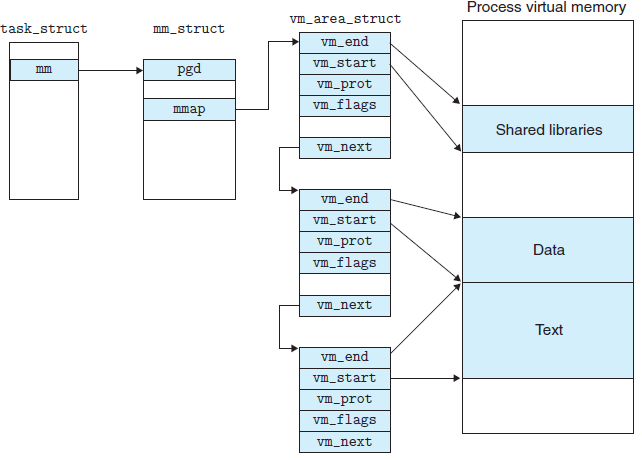 Process virtual memory
task_struct
mm_struct
vm_area_struct
mm
pgd
mmap
vm_end
vm_start
vm_prot
vm_flags
vm_next
vm_end
vm_start
vm_prot
vm_flags
vm_next
vm_end
vm_start
vm_prot
vm_flags
vm_next
Shared libraries
Data
Text